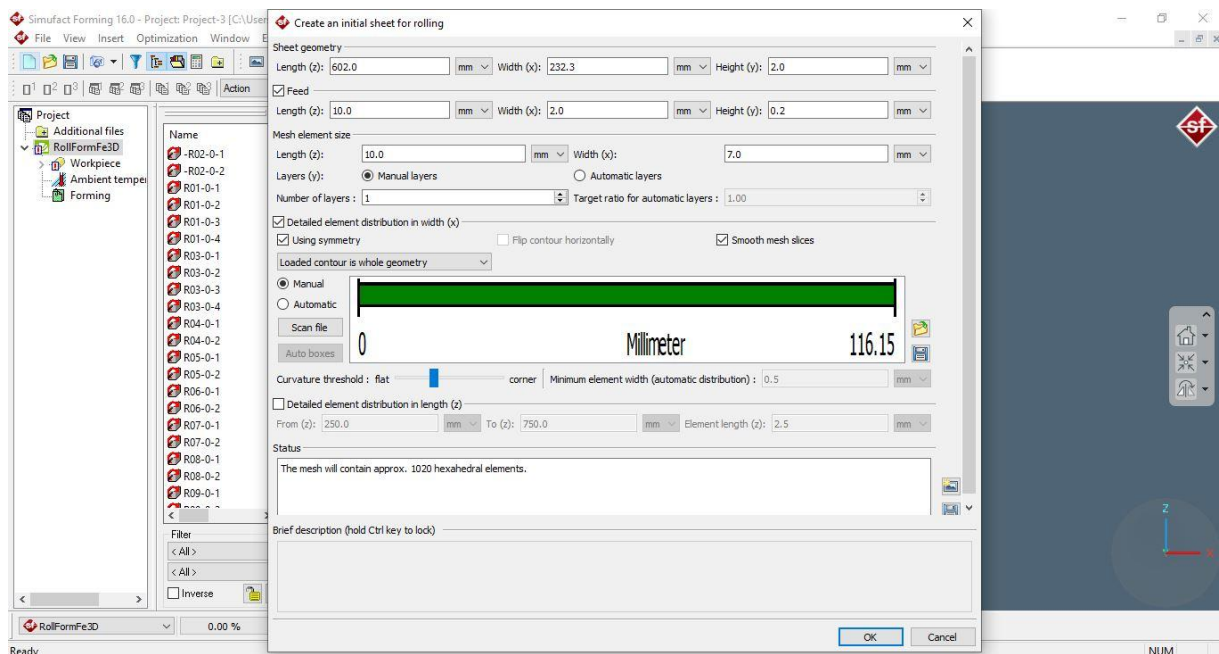 Simufact Forming 16.0 - Project: Project-3 [C:\User
File View Insert Optimization Window E
Action
Project
Additional files
RollFormFe3D
Workpiece
Ambient temper
Forming
Name
-R02-0-1
-R02-0-2
R01-0-1
R01-0-2
R01-0-3
R01-0-4
R03-0-1
R03-0-2
R03-0-3
R03-0-4
R04-0-1
R04-0-2
R05-0-1
R05-0-2
R06-0-1
R06-0-2
R07-0-1
R07-0-2
R08-0-1
R08-0-2
R09-0-1
Filter
< All >
< All >
Inverse
RollFormFe3D 0.00 %
Ready
Create an initial sheet for rolling
Sheet geometry
Length (z): 602.0 mm Width (x): 232.3 mm Height (y): 2.0 mm
Feed
Length (z): 10.0 mm Width (x): 2.0 mm Height (y): 0.2 mm
Mesh element size
Length (z): 10.0 mm Width (x): 7.0 mm
Layers (y): Manual layers Automatic layers
Number of layers : 1 Target ratio for automatic layers : 1.00
Detailed element distribution in width (x)
Using symmetry Flip contour horizontally Smooth mesh slices
Loaded contour is whole geometry
Manual
Automatic
Scan file
Auto boxes
0 Millimeter 116.15
Curvature threshold : flat corner Minimum element width (automatic distribution) : 0.5 mm
Detailed element distribution in length (z)
From (z): 250.0 mm To (z): 750.0 mm Element length (z): 2.5 mm
Status
The mesh will contain approx. 1020 hexahedral elements.
Brief description (hold Ctrl key to lock)
OK Cancel
sf
Z
X
NUM